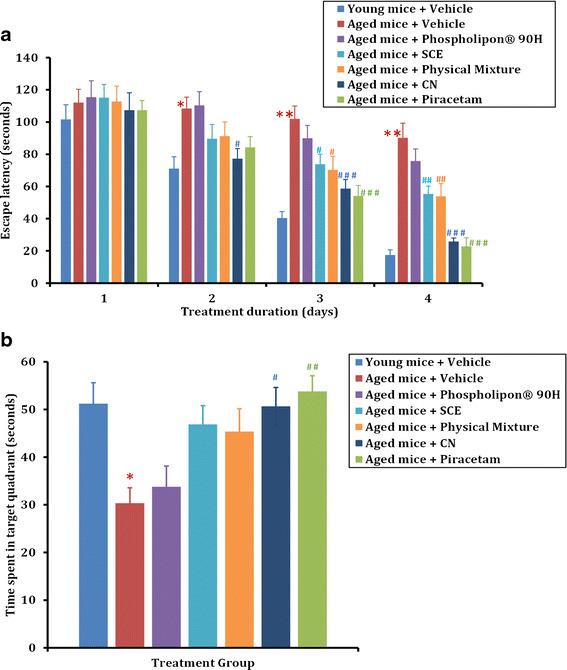 a
Young mice + Vehicle
Aged mice + Vehicle
Aged mice + Phospholipon® 90H
Aged mice + SCE
Aged mice + Physical Mixture
Aged mice + CN
Aged mice + Piracetam
Escape latency (seconds)
140
120
100
80
60
40
20
0
*
#
**
#
#
###
###
**
##
##
###
###
1 2 3 4
Treatment duration (days)
b
Young mice + Vehicle
Aged mice + Vehicle
Aged mice + Phospholipon® 90H
Aged mice + SCE
Aged mice + Physical Mixture
Aged mice + CN
Aged mice + Piracetam
Time spent in target quadrant (seconds)
60
50
40
30
20
10
0
*
#
##
Treatment Group